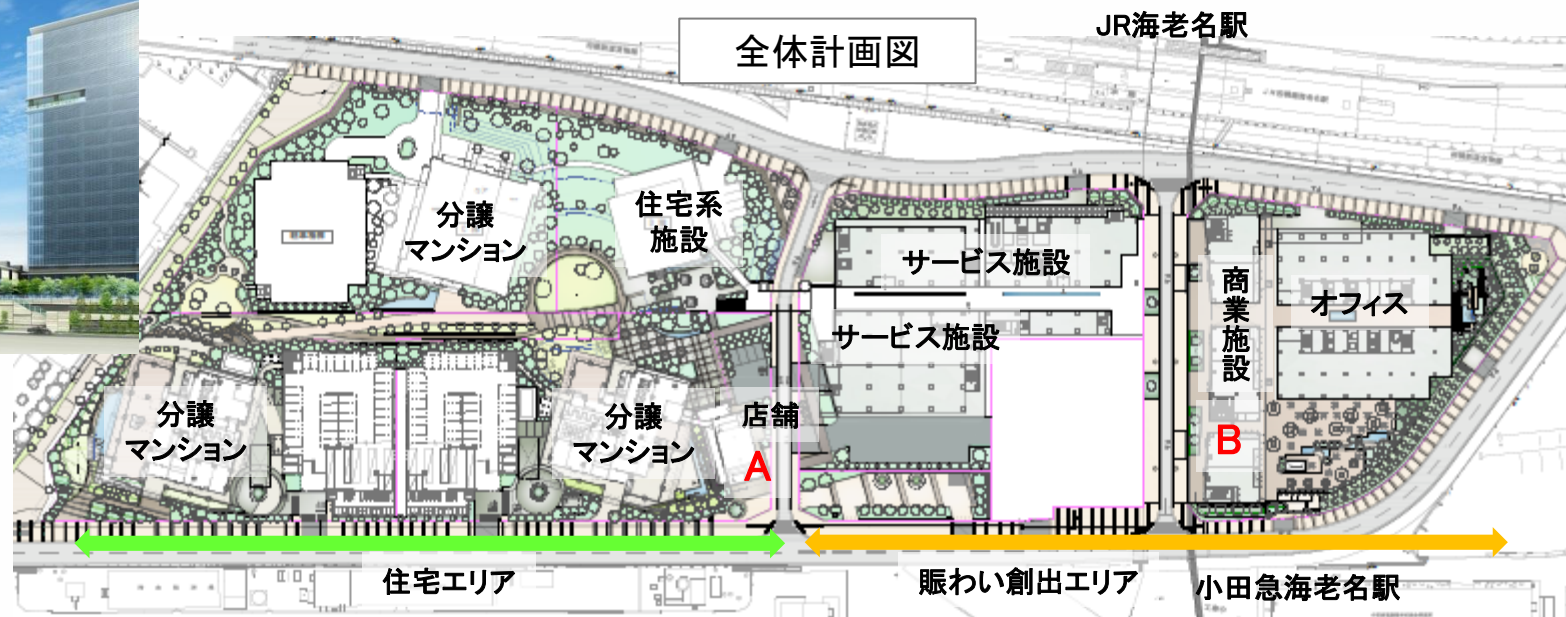 全体計画図
JR海老名駅
分譲
マンション
住宅系
施設
サービス施設
サービス施設
商業施設
オフィス
分譲
マンション
分譲
マンション
店舗
A
B
住宅エリア
賑わい創出エリア
小田急海老名駅